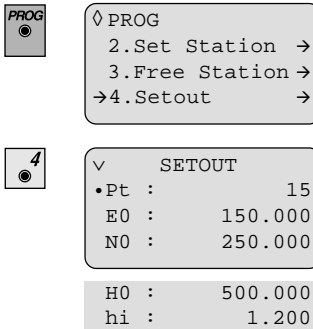 PROG
◊ PROG
2.Set Station →
3.Free Station →
→4.Setout →
4
∨ SETOUT
•Pt : 15
E0 : 150.000
N0 : 250.000
H0 : 500.000
hi : 1.200